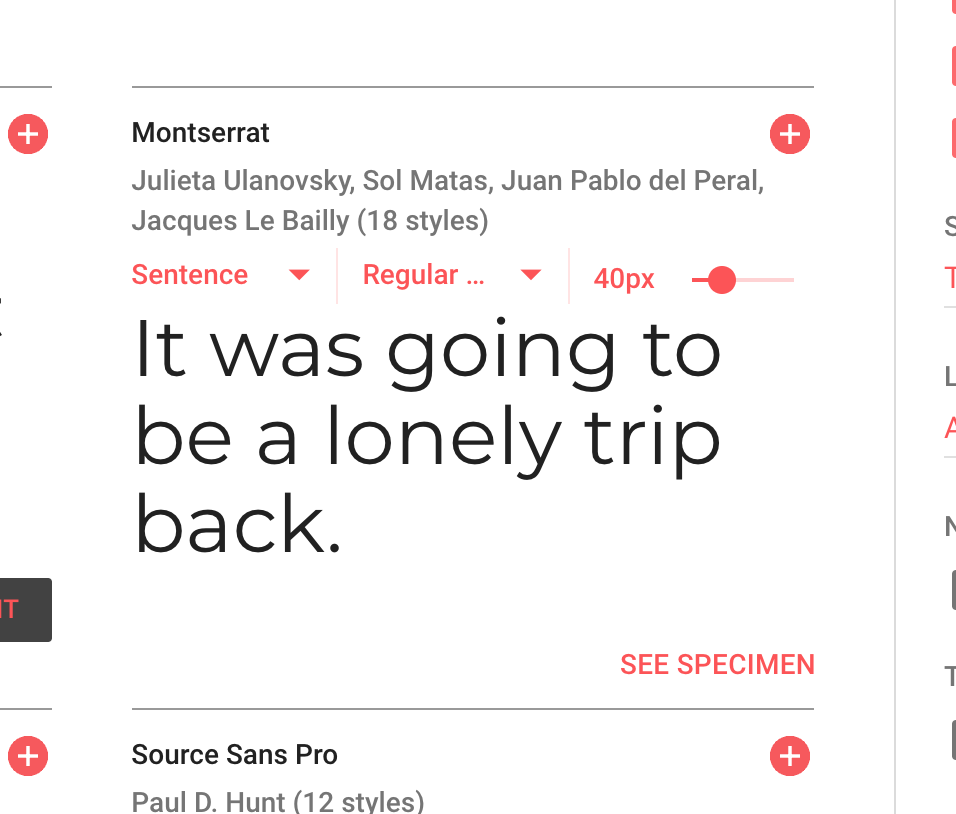 Montserrat
Julieta Ulanovsky, Sol Matas, Juan Pablo del Peral,
Jacques Le Bailly (18 styles)
Sentence
Regular ...
40px
It was going to
be a lonely trip
back.
SEE SPECIMEN
Source Sans Pro
Paul D. Hunt (12 styles)